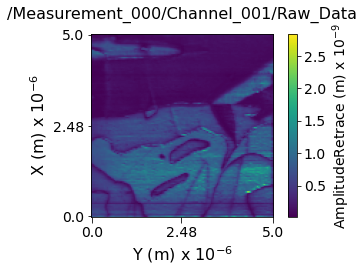 /Measurement_000/Channel_001/Raw_Data
5.0
2.48
0.0
X (m) x 10⁻⁶
0.0
2.48
5.0
Y (m) x 10⁻⁶
2.5
2.0
1.5
1.0
0.5
AmplitudeRetrace (m) x 10⁻⁹